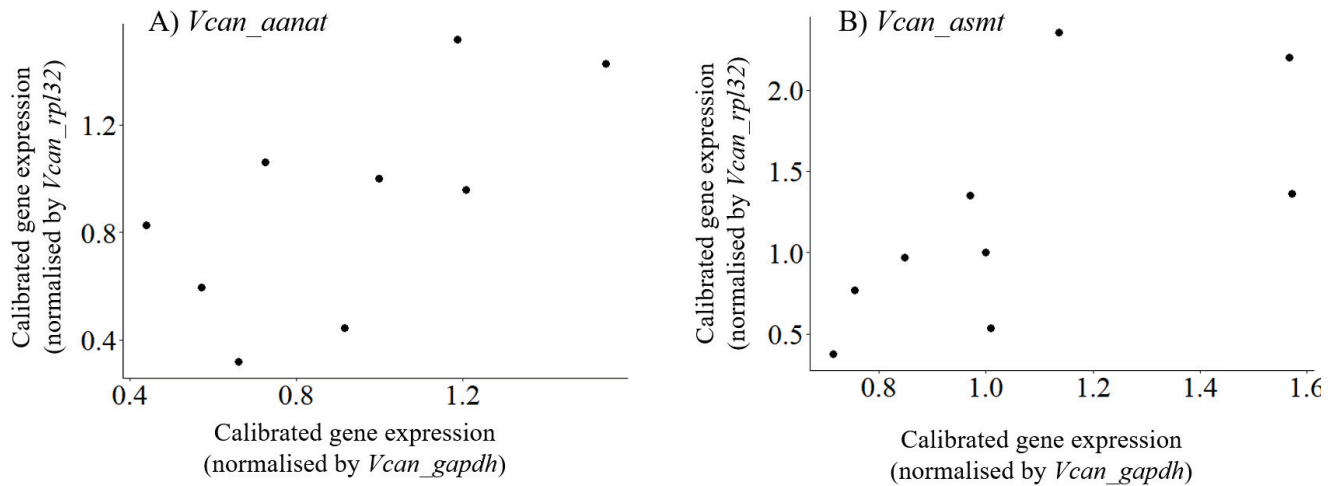 A) Vcan_aanat
Calibrated gene expression
(normalised by Vcan_rpl32)
1.2
0.8
0.4
0.4
0.8
1.2
Calibrated gene expression
(normalised by Vcan_gapdh)
B) Vcan_asmt
Calibrated gene expression
(normalised by Vcan_rpl32)
2.0
1.5
1.0
0.5
0.8
1.0
1.2
1.4
1.6
Calibrated gene expression
(normalised by Vcan_gapdh)